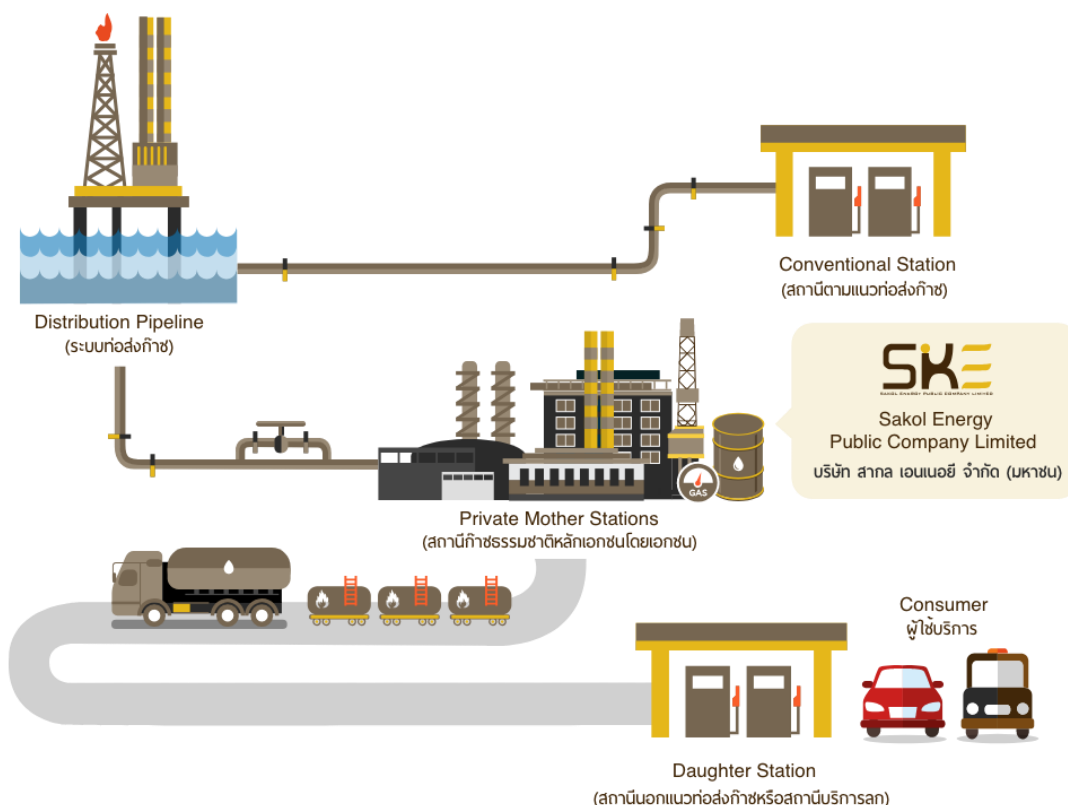 Conventional Station
(สถานีตามแนวท่อส่งก๊าซ)
Distribution Pipeline
(ระบบท่อส่งก๊าซ)
SKE
SAKOL ENERGY PUBLIC COMPANY LIMITED
Sakol Energy
Public Company Limited
บริษัท สากล เอนเนอยี จำกัด (มหาชน)
GAS
Private Mother Stations
(สถานีก๊าซธรรมชาติหลักเอกชนโดยเอกชน)
Consumer
ผู้ใช้บริการ
Daughter Station
(สถานีนอกแนวท่อส่งก๊าซหรือสถานีบริการลูก)